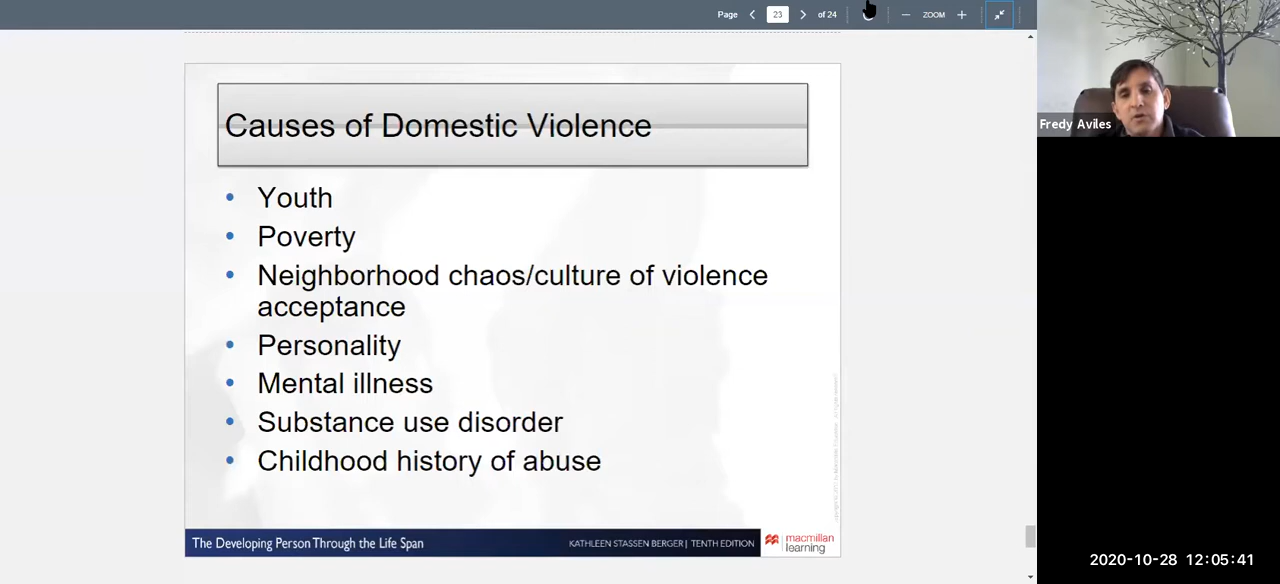 Page 23 of 24 ZOOM
Fredy Aviles
Causes of Domestic Violence
• Youth
• Poverty
• Neighborhood chaos/culture of violence
acceptance
• Personality
• Mental illness
• Substance use disorder
• Childhood history of abuse
The Developing Person Through the Life Span
KATHLEEN STASSEN BERGER | TENTH EDITION
macmillan
learning
2020-10-28 12:05:41